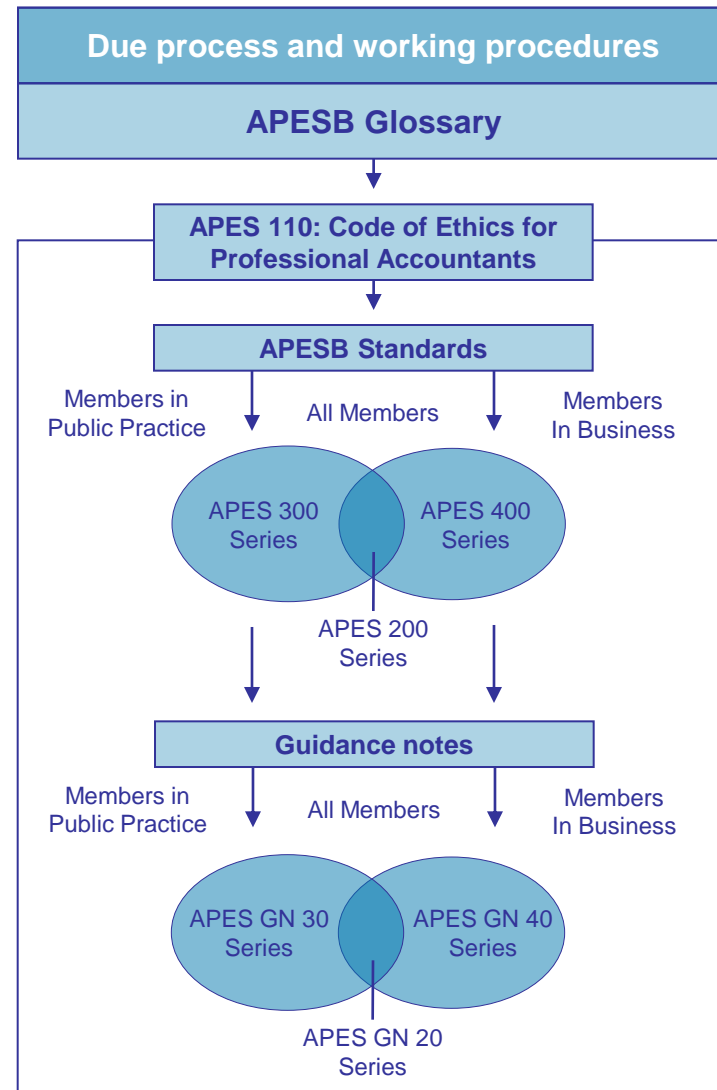 Due process and working procedures
APESB Glossary
APES 110: Code of Ethics for
Professional Accountants
APESB Standards
Members in
Public Practice
All Members
Members
In Business
APES 300
Series
APES 400
Series
APES 200
Series
Guidance notes
Members in
Public Practice
All Members
Members
In Business
APES GN 30
Series
APES GN 40
Series
APES GN 20
Series